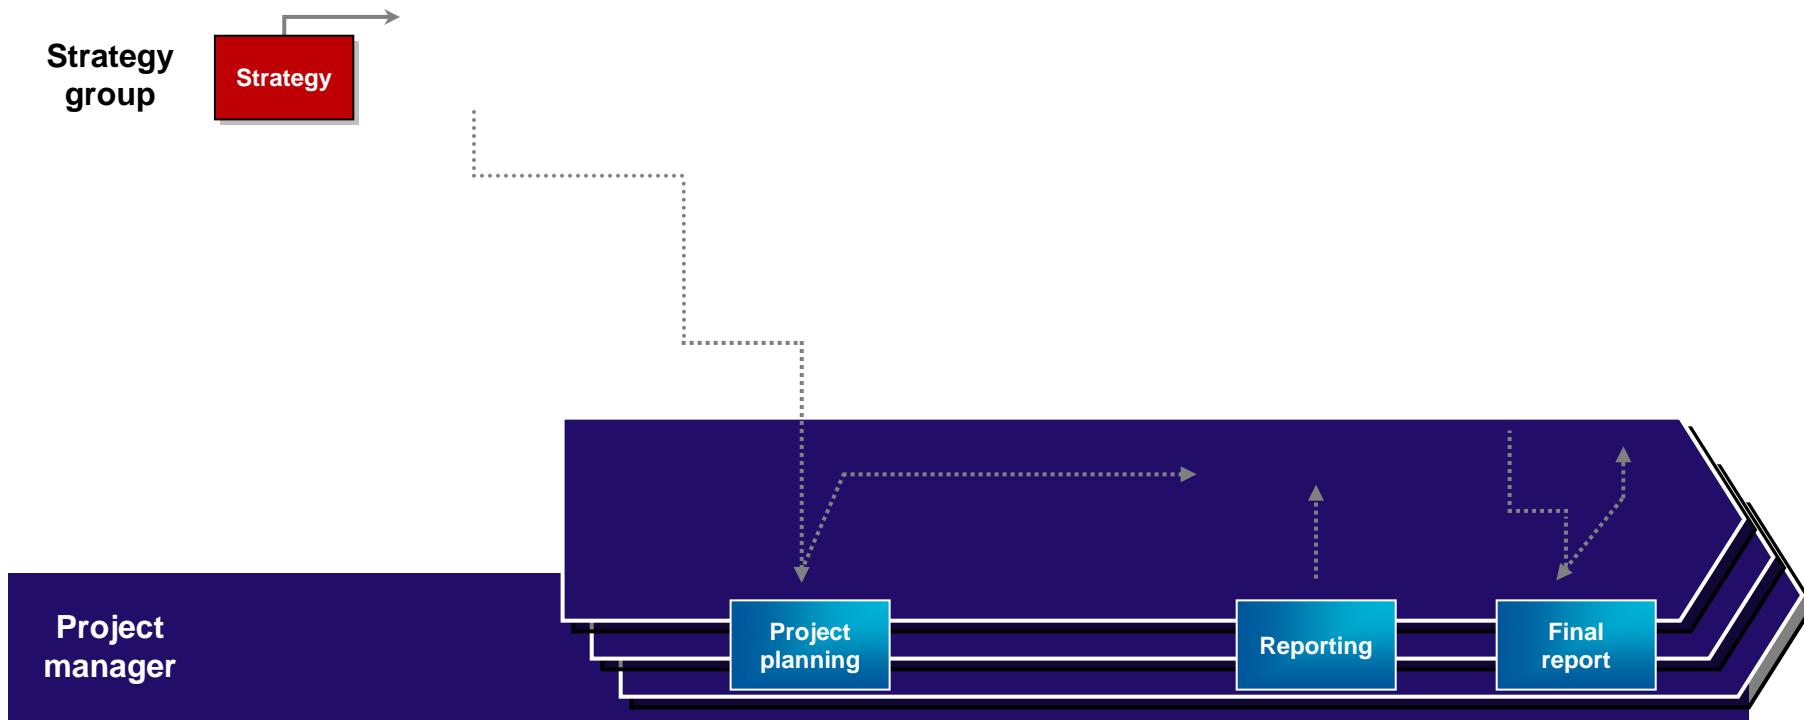 Strategy
group
Strategy
Project
manager
Project
planning
Reporting
Final
report